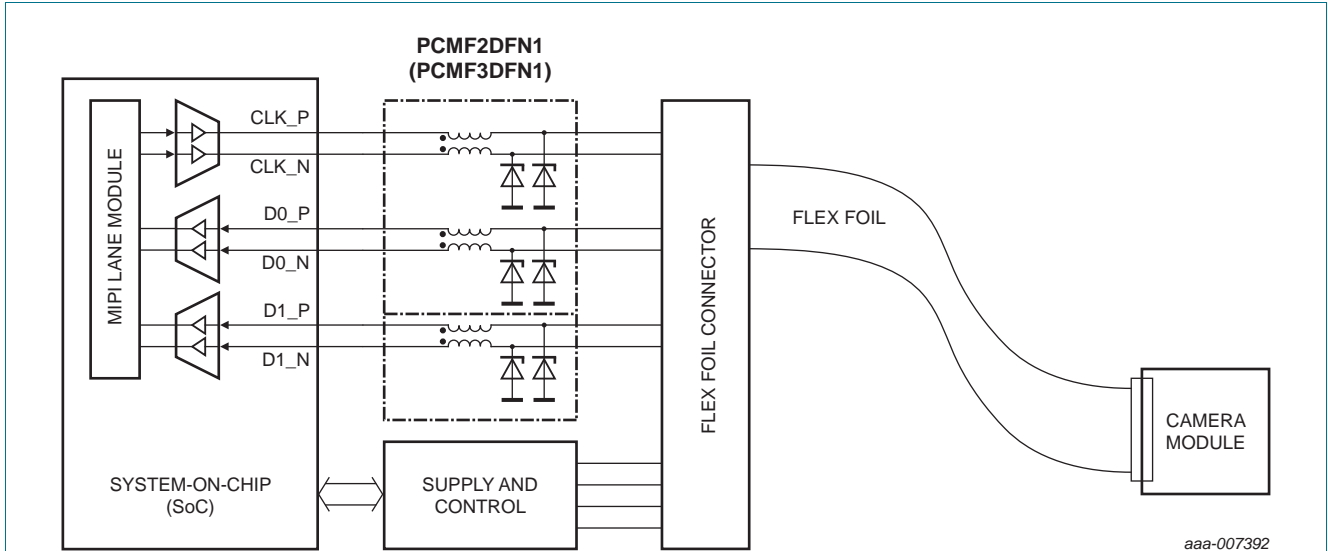 PCMF2DFN1
(PCMF3DFN1)
MIPI LANE MODULE
CLK_P
CLK_N
D0_P
D0_N
D1_P
D1_N
FLEX FOIL CONNECTOR
FLEX FOIL
CAMERA
MODULE
SYSTEM-ON-CHIP
(SoC)
SUPPLY AND
CONTROL
aaa-007392